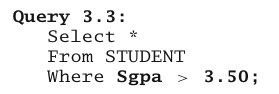 Query 3.3:
Select *
From STUDENT
Where Sgpa > 3.50;